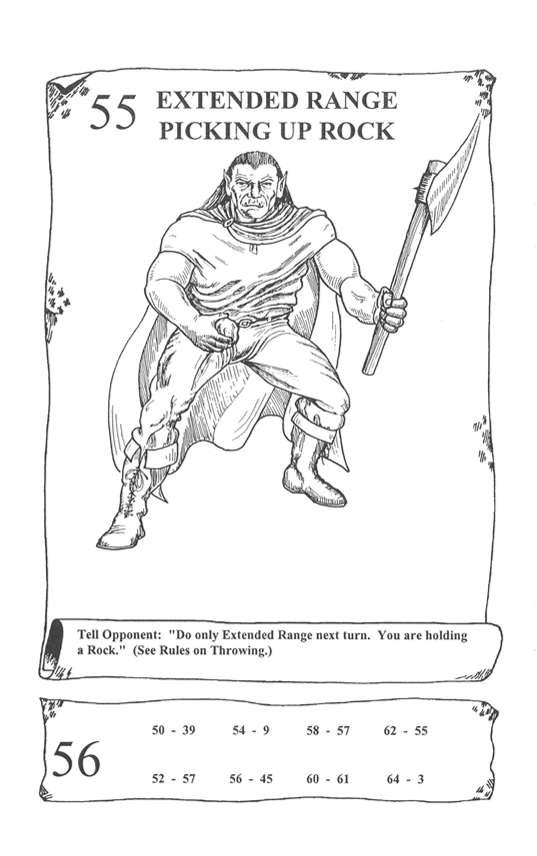 55 EXTENDED RANGE
PICKING UP ROCK
Tell Opponent: "Do only Extended Range next turn. You are holding
a Rock." (See Rules on Throwing.)
56
50 - 39 54 - 9 58 - 57 62 - 55
52 - 57 56 - 45 60 - 61 64 - 3